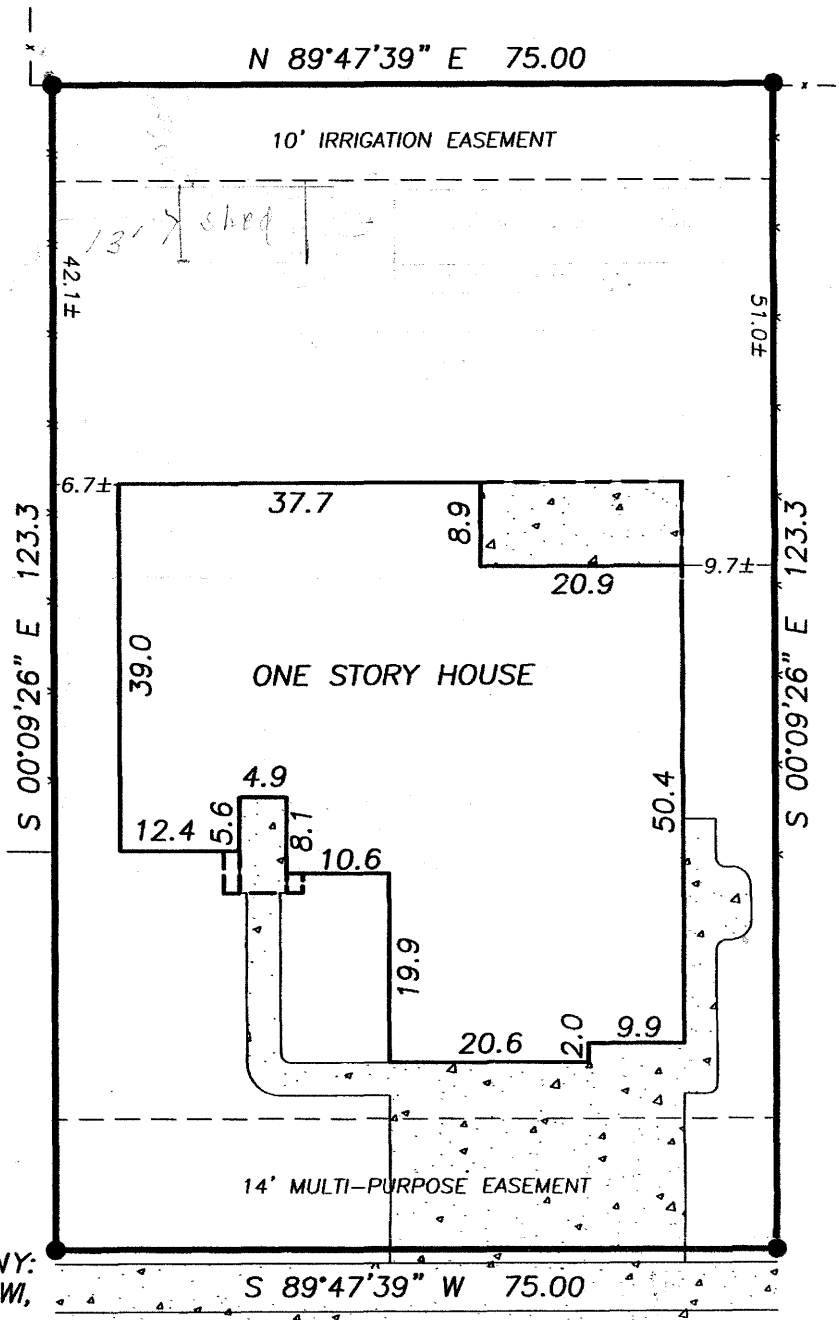 N 89°47'39" E 75.00
10' IRRIGATION EASEMENT
13' shed
42.1±
51.0±
6.7±
37.7
8.9
20.9
9.7±
S 00°09'26" E 123.3
S 00°09'26" E 123.3
39.0
ONE STORY HOUSE
4.9
5.6
8.1
12.4
10.6
50.4
19.9
20.6
2.0
9.9
14' MULTI-PURPOSE EASEMENT
NY:
WI,
S 89°47'39" W 75.00